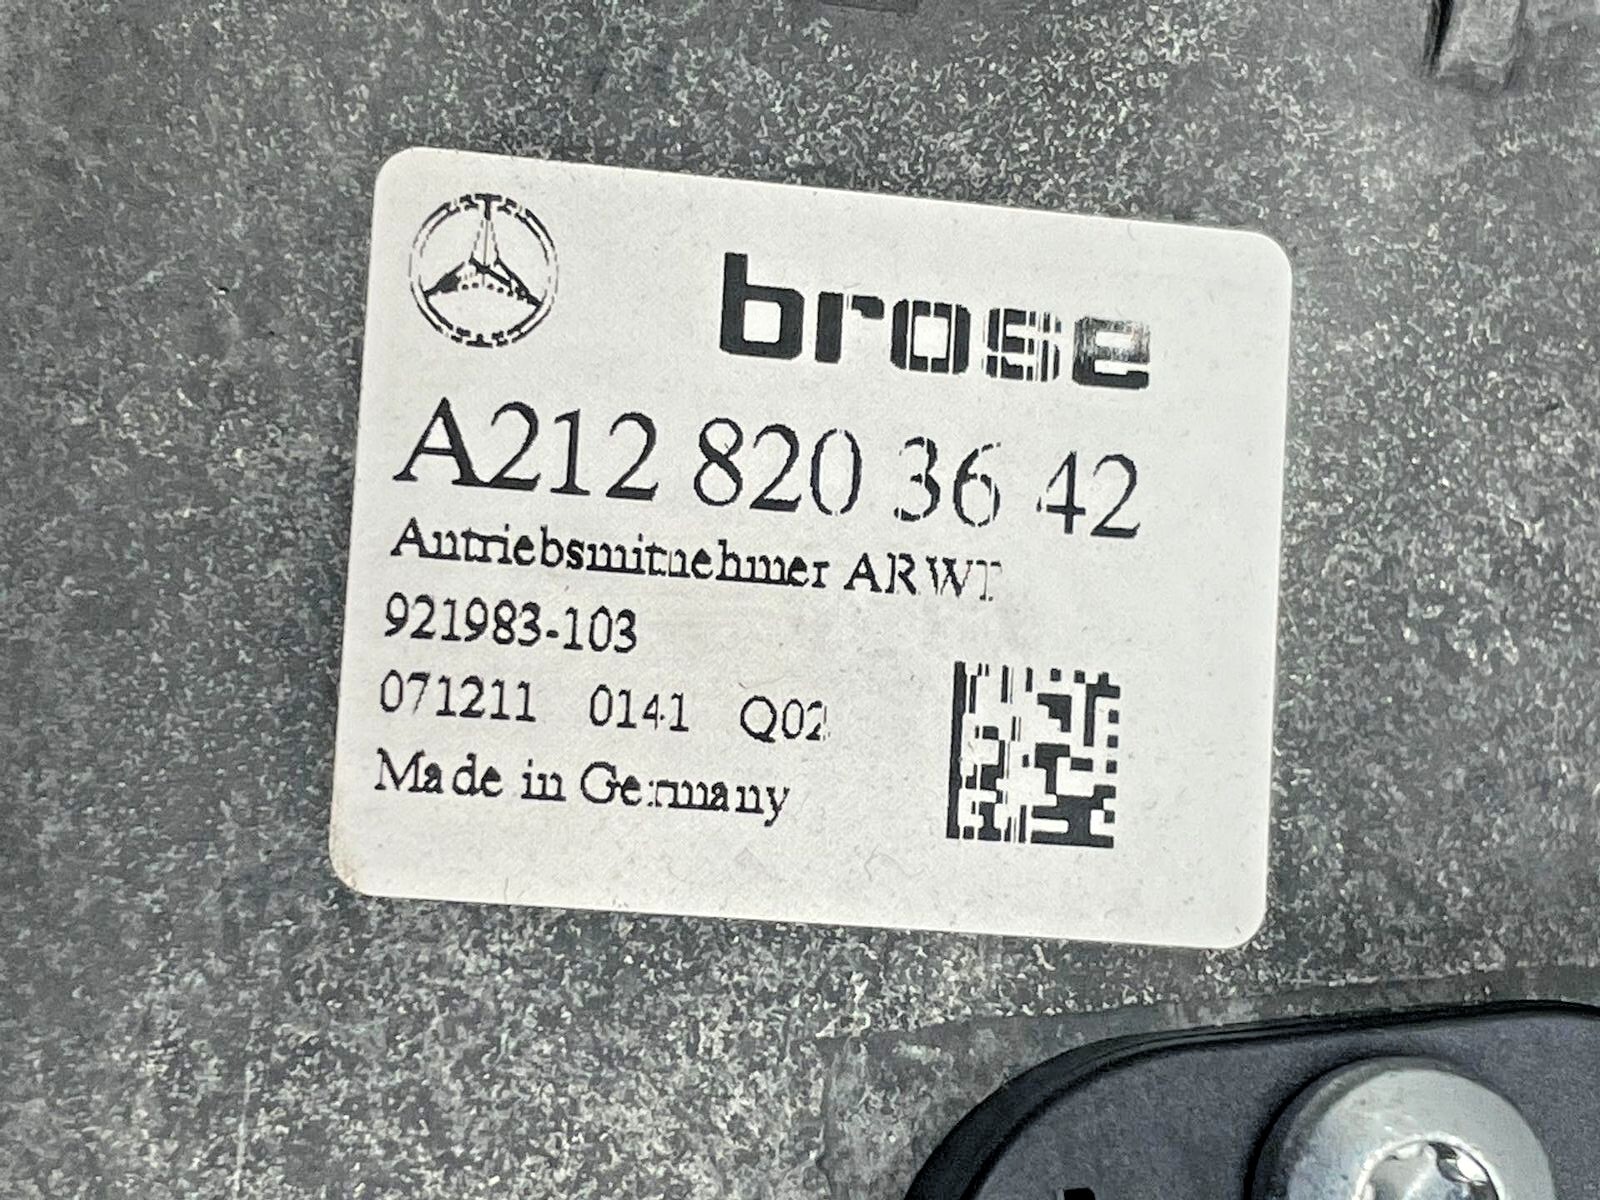 brose
A212 820 36 42
Antriebsmitnehmer ARWT
921983-103
071211 0141 Q02
Made in Germany